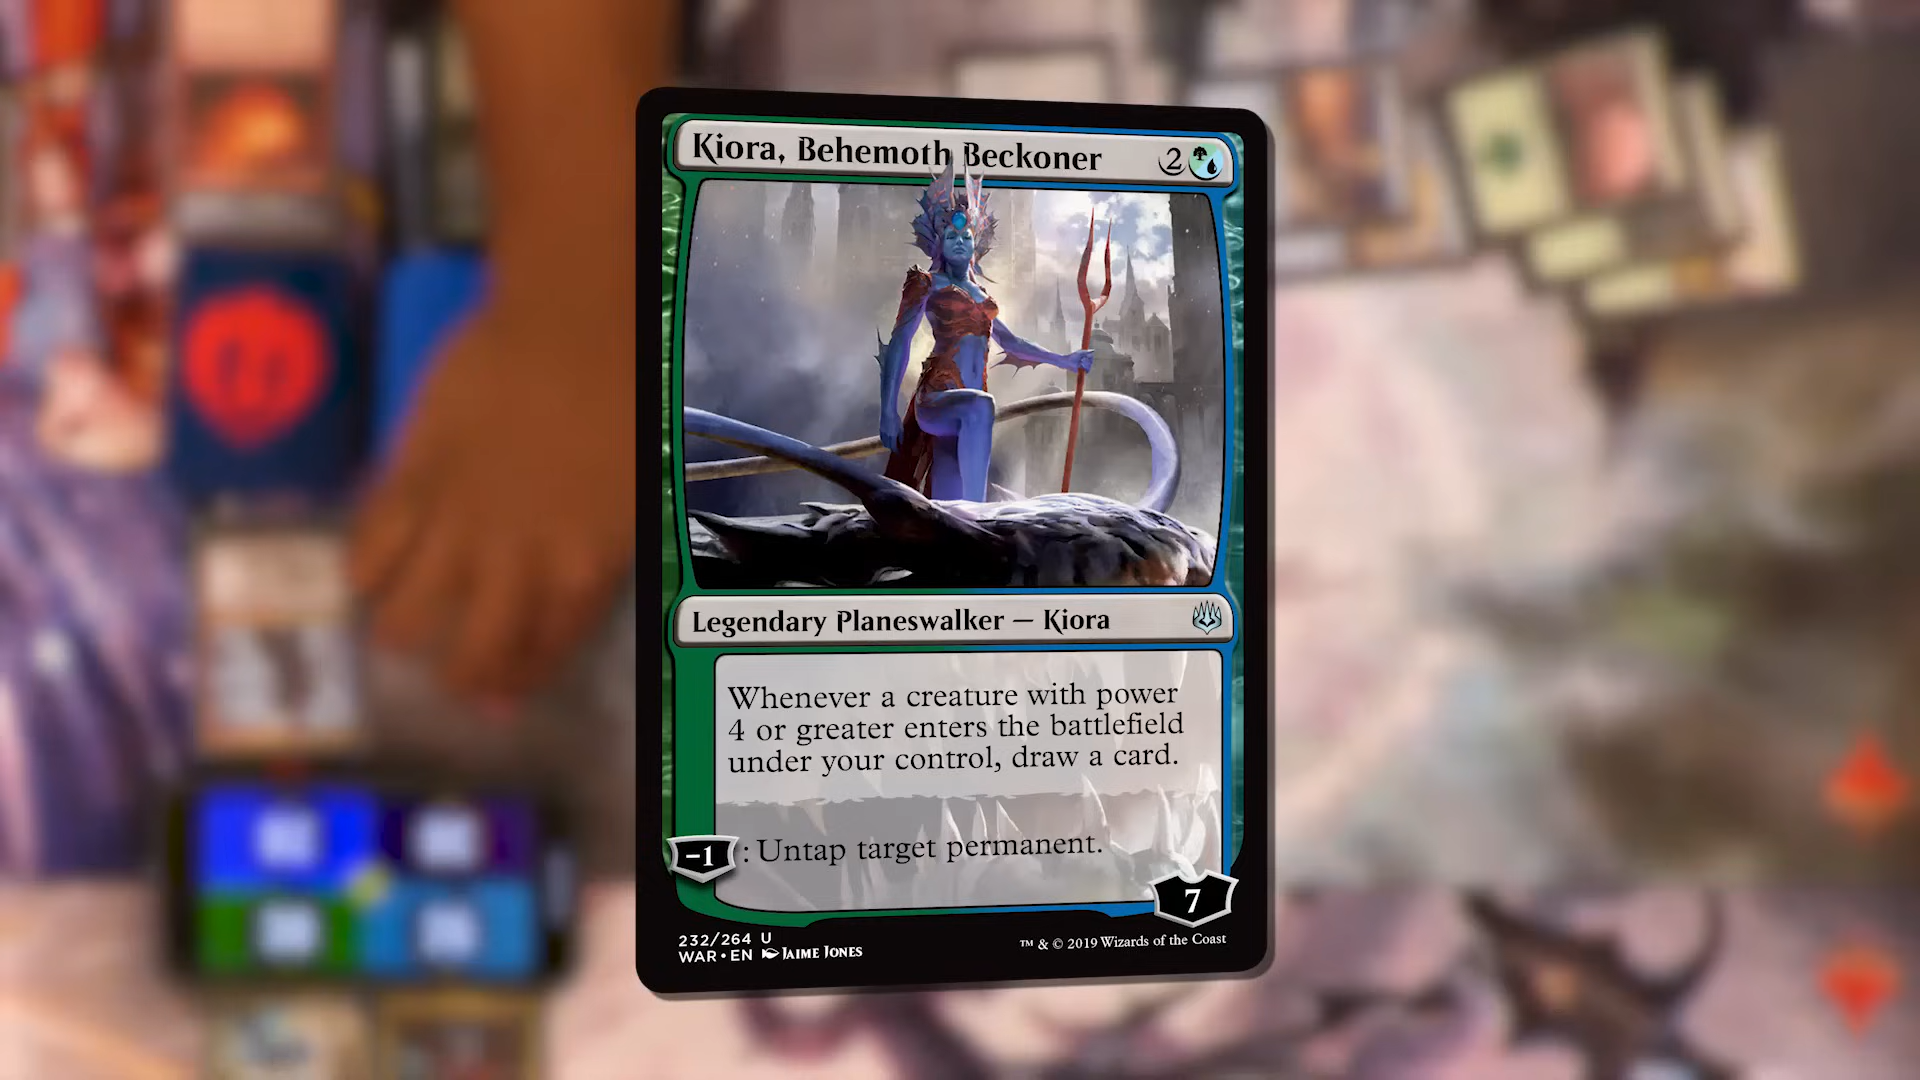 Kiora, Behemoth Beckoner 2
Legendary Planeswalker — Kiora
Whenever a creature with power
4 or greater enters the battlefield
under your control, draw a card.
−1 : Untap target permanent.
7
232/264 U
WAR • EN JAIME JONES
™ & © 2019 Wizards of the Coast